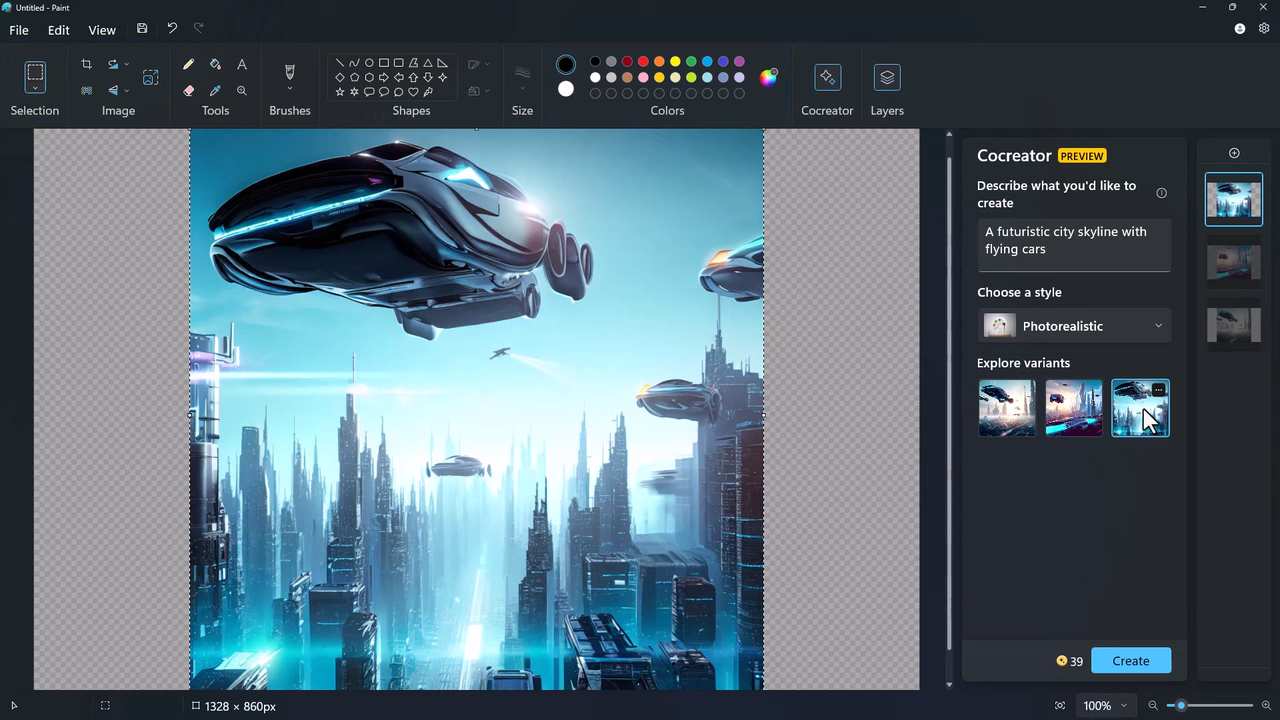 Untitled - Paint
File Edit View
Selection Image Tools Brushes Shapes Size Colors Cocreator Layers
Cocreator PREVIEW
Describe what you'd like to
create
A futuristic city skyline with
flying cars
Choose a style
Photorealistic
Explore variants
39 Create
1328 × 860px
100%